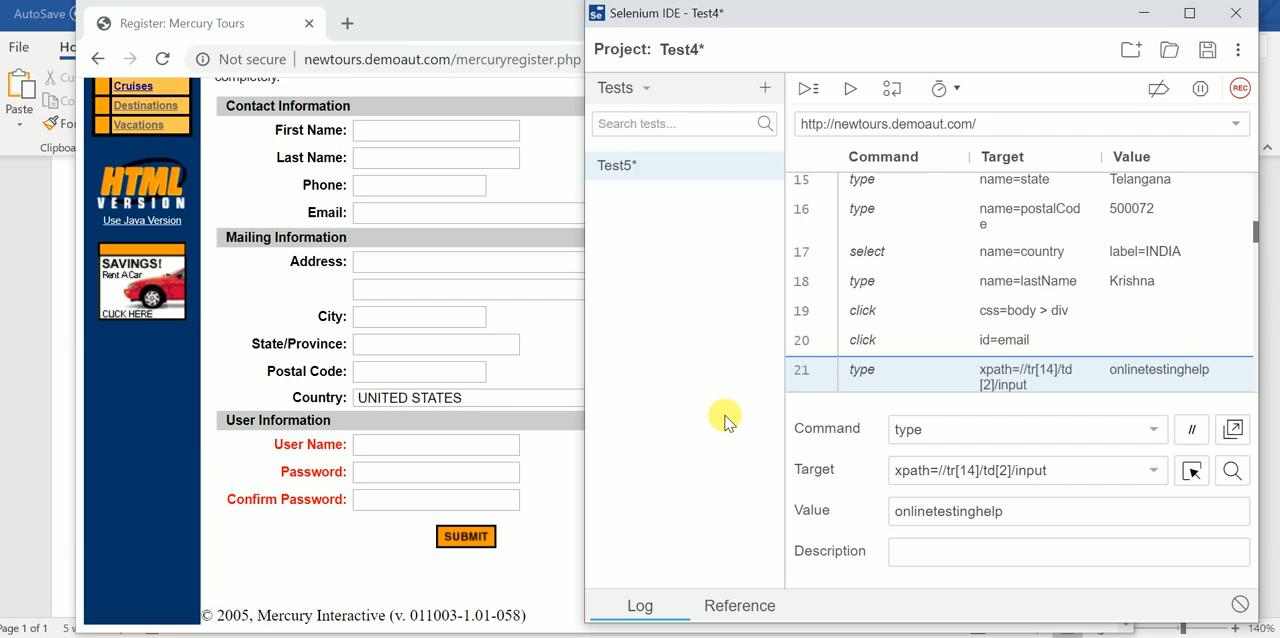 AutoSave
File
Paste
Clipboa
Page 1 of 1
Register: Mercury Tours
Not secure
newtours.demoaut.com/mercuryregister.php
Cruises
Destinations
Vacations
HTML
VERSION
Use Java Version
SAVINGS!
Rent A Car
CLICK HERE
completely.
Contact Information
First Name:
Last Name:
Phone:
Email:
Mailing Information
Address:
City:
State/Province:
Postal Code:
Country: UNITED STATES
User Information
User Name:
Password:
Confirm Password:
SUBMIT
© 2005, Mercury Interactive (v. 011003-1.01-058)
Se Selenium IDE - Test4*
Project: Test4*
Tests
Search tests...
Test5*
REC
http://newtours.demoaut.com/
Command Target Value
15 type name=state Telangana
16 type name=postalCod 500072
e
17 select name=country label=INDIA
18 type name=lastName Krishna
19 click css=body > div
20 click id=email
21 type xpath=//tr[14]/td onlinetestinghelp
[2]/input
Command type //
Target xpath=//tr[14]/td[2]/input
Value onlinetestinghelp
Description
Log Reference
140%